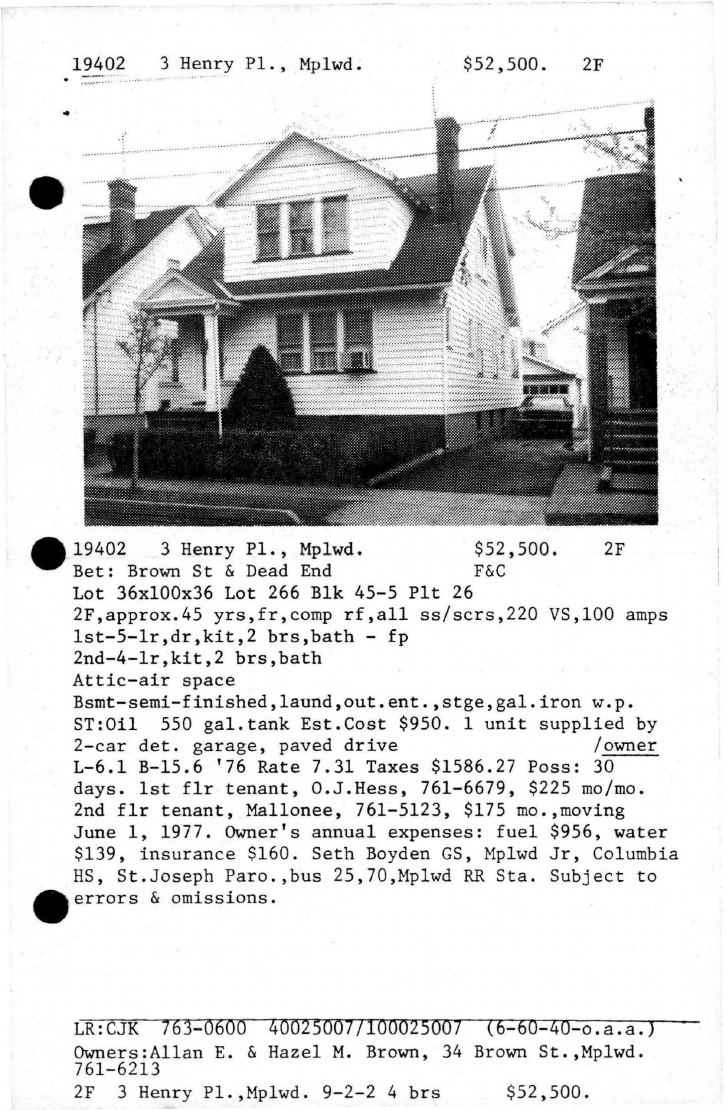 19402 3 Henry Pl., Mplwd. $52,500. 2F
19402 3 Henry Pl., Mplwd. $52,500. 2F
Bet: Brown St & Dead End F&C
Lot 36x100x36 Lot 266 Blk 45-5 Plt 26
2F,approx.45 yrs,fr,comp rf,all ss/scrs,220 VS,100 amps
1st-5-lr,dr,kit,2 brs,bath - fp
2nd-4-lr,kit,2 brs,bath
Attic-air space
Bsmt-semi-finished,laund,out.ent.,stge,gal.iron w.p.
ST:Oil 550 gal.tank Est.Cost $950. 1 unit supplied by
2-car det. garage, paved drive /owner
L-6.1 B-15.6 '76 Rate 7.31 Taxes $1586.27 Poss: 30
days. 1st flr tenant, O.J.Hess, 761-6679, $225 mo/mo.
2nd flr tenant, Mallonee, 761-5123, $175 mo.,moving
June 1, 1977. Owner's annual expenses: fuel $956, water
$139, insurance $160. Seth Boyden GS, Mplwd Jr, Columbia
HS, St.Joseph Paro.,bus 25,70,Mplwd RR Sta. Subject to
errors & omissions.
LR:CJK 763-0600 40025007/100025007 (6-60-40-o.a.a.)
Owners:Allan E. & Hazel M. Brown, 34 Brown St.,Mplwd.
761-6213
2F 3 Henry Pl.,Mplwd. 9-2-2 4 brs $52,500.